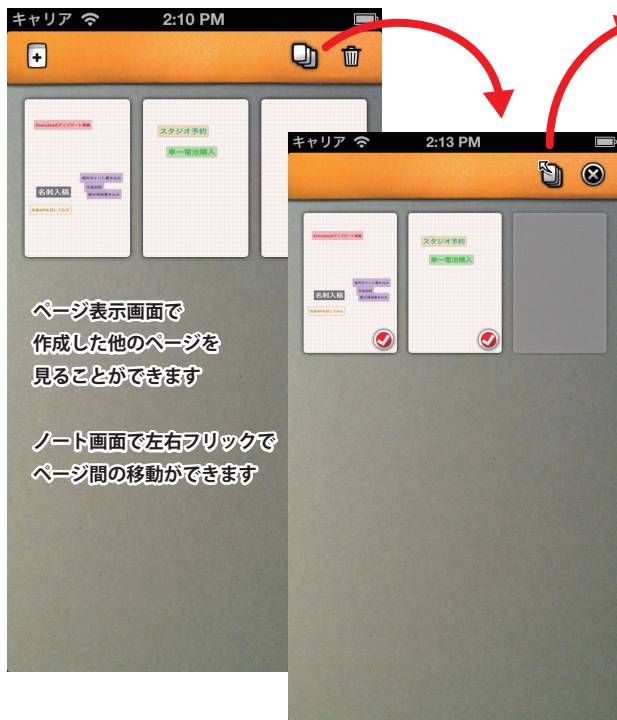 キャリア 2:10 PM
スタジオ予約
単一電池購入
名刺入稿
ページ表示画面で
作成した他のページを
見ることができます
ノート画面で左右フリックで
ページ間の移動ができます
キャリア 2:13 PM
スタジオ予約
単一電池購入
名刺入稿